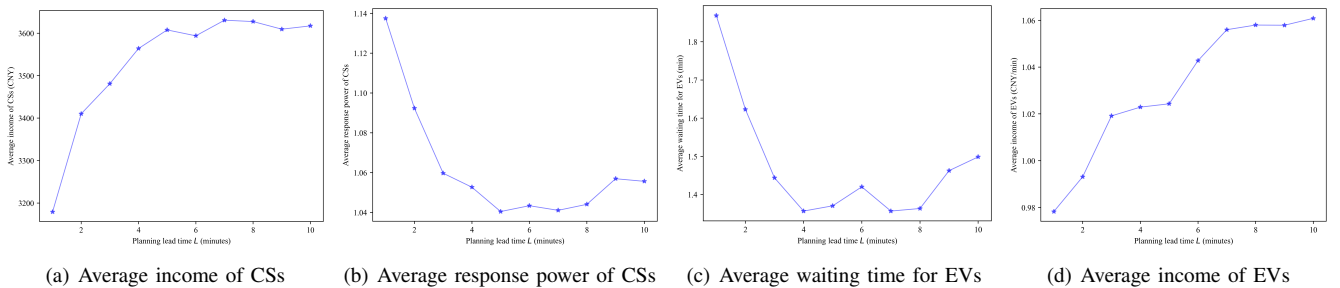 3600
3500
3400
3300
3200
Average income of CSs (CNY)
2 4 6 8 10
Planning lead time L (minutes)
(a) Average income of CSs
1.14
1.12
1.10
1.08
1.06
1.04
Average response power of CSs
2 4 6 8 10
Planning lead time L (minutes)
(b) Average response power of CSs
1.8
1.7
1.6
1.5
1.4
Average waiting time for EVs (min)
2 4 6 8 10
Planning lead time L (minutes)
(c) Average waiting time for EVs
1.06
1.04
1.02
1.00
0.98
Average income of EVs (CNY/min)
2 4 6 8 10
Planning lead time L (minutes)
(d) Average income of EVs